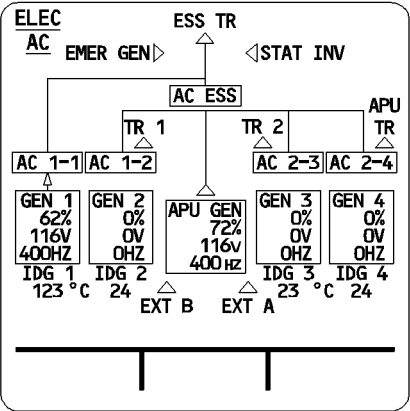 ELEC
AC
ESS TR
EMER GEN
STAT INV
AC ESS
APU
TR 1
TR 2
TR
AC 1-1
AC 1-2
AC 2-3
AC 2-4
GEN 1
62%
116V
400HZ
GEN 2
0%
0V
0HZ
APU GEN
72%
116V
400 HZ
GEN 3
0%
0V
0HZ
GEN 4
0%
0V
0HZ
IDG 1
123 °C
IDG 2
24
IDG 3
23 °C
IDG 4
24
EXT B
EXT A